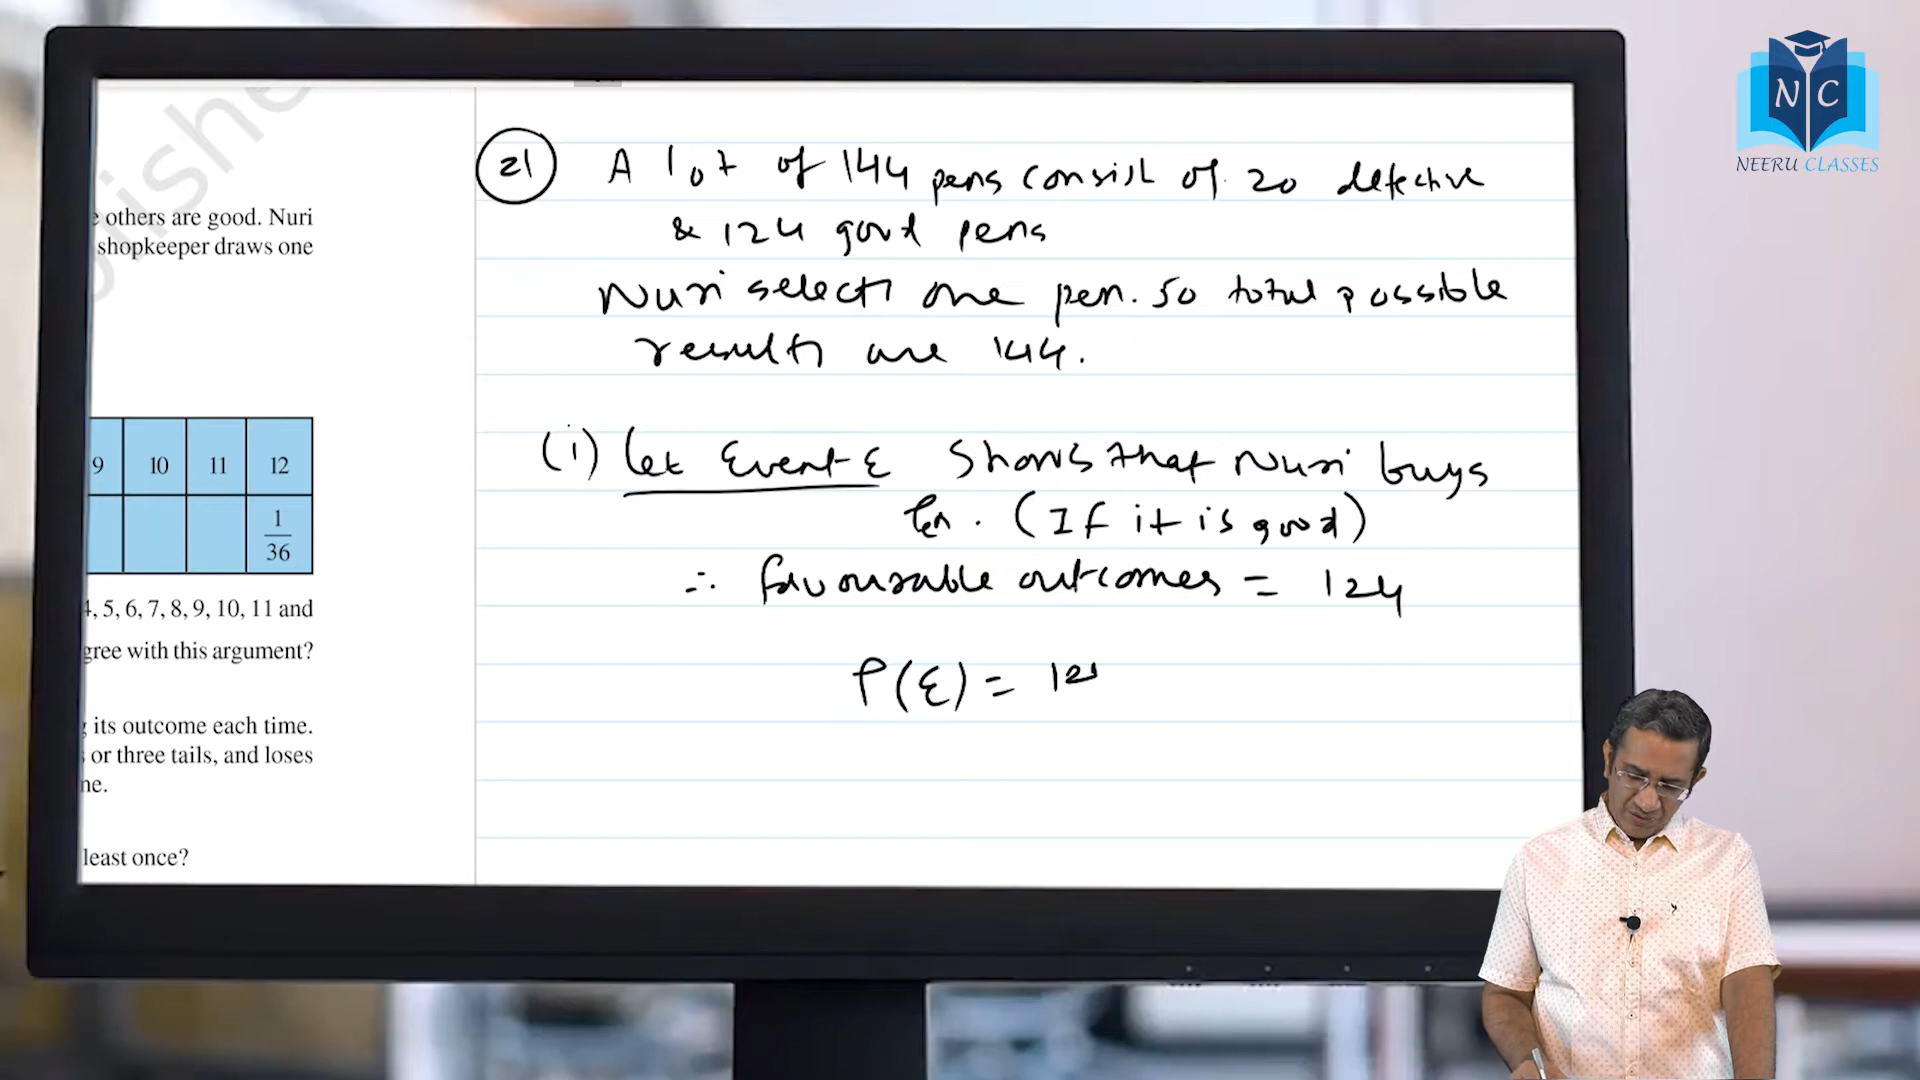 blishe
e others are good. Nuri
shopkeeper draws one
9 10 11 12
1
36
4, 5, 6, 7, 8, 9, 10, 11 and
gree with this argument?
g its outcome each time.
s or three tails, and loses
ne.
least once?
21 A lot of 144 pens consist of 20 defective
& 124 good pens
Nuri selects one pen. So total possible
results are 144.
(i) Let Event E shows that Nuri buys
Pen. (If it is good)
∴ favourable outcomes = 124
P(E) = 12
N C
NEERU CLASSES